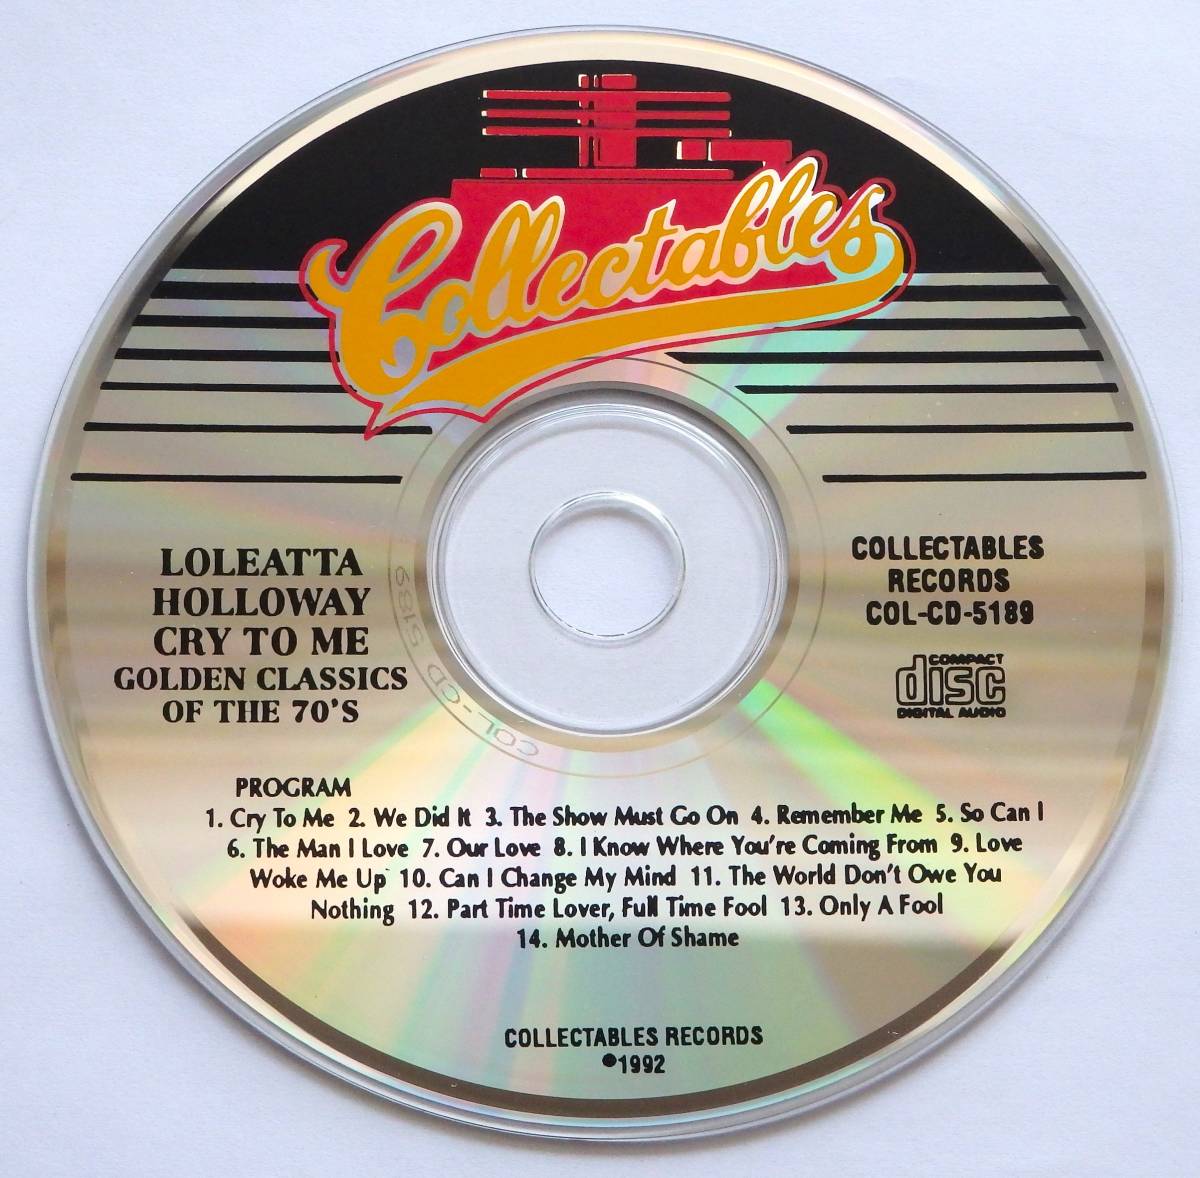 Collectables
LOLEATTA
HOLLOWAY
CRY TO ME
GOLDEN CLASSICS
OF THE 70'S
COLLECTABLES
RECORDS
COL-CD-5189
COMPACT
disc
DIGITAL AUDIO
COL-CD 5189
PROGRAM
1. Cry To Me 2. We Did It 3. The Show Must Go On 4. Remember Me 5. So Can I
6. The Man I Love 7. Our Love 8. I Know Where You're Coming From 9. Love
Woke Me Up 10. Can I Change My Mind 11. The World Don't Owe You
Nothing 12. Part Time Lover, Full Time Fool 13. Only A Fool
14. Mother Of Shame
COLLECTABLES RECORDS
●1992